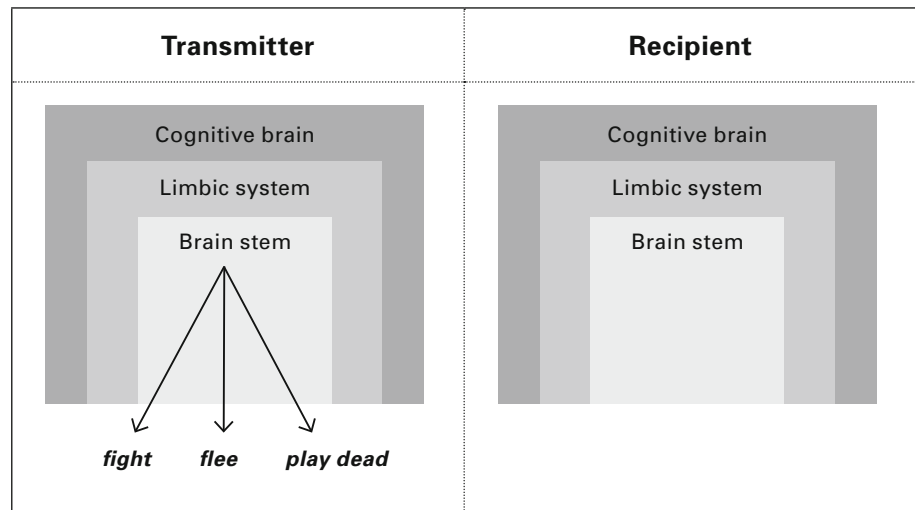 Transmitter
Cognitive brain
Limbic system
Brain stem
fight flee play dead
Recipient
Cognitive brain
Limbic system
Brain stem